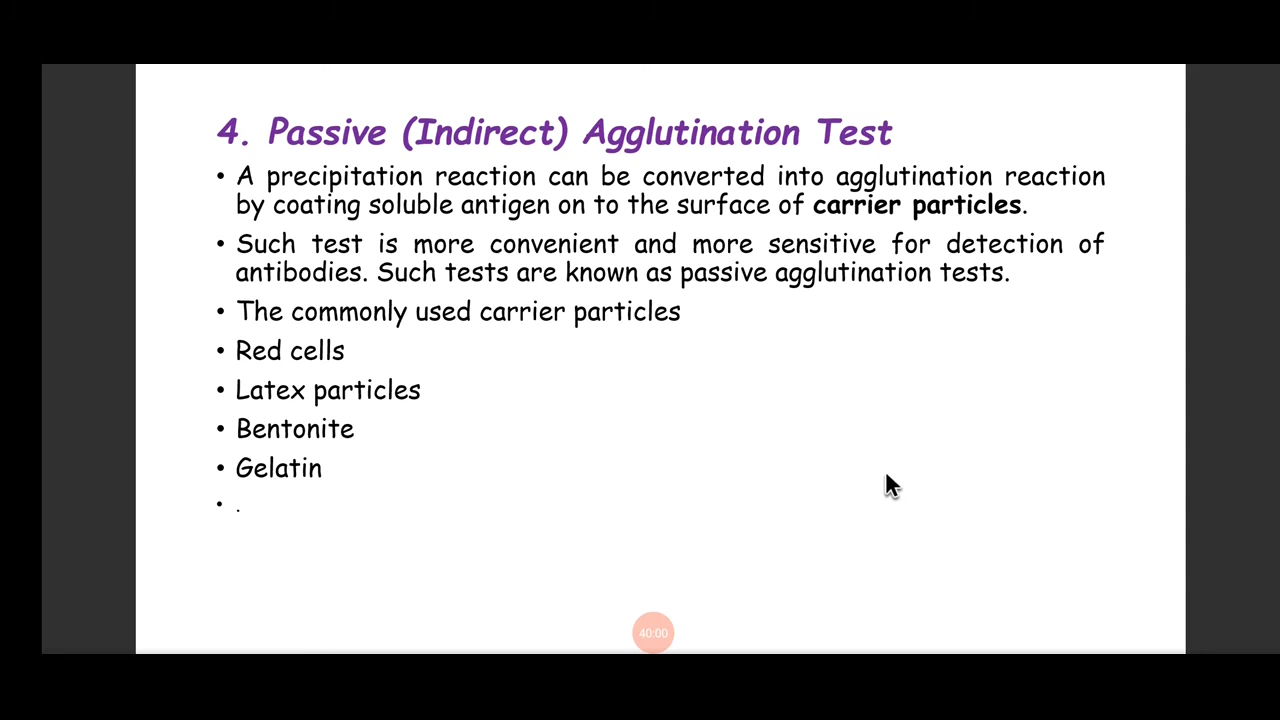 4. Passive (Indirect) Agglutination Test
• A precipitation reaction can be converted into agglutination reaction
by coating soluble antigen on to the surface of carrier particles.
• Such test is more convenient and more sensitive for detection of
antibodies. Such tests are known as passive agglutination tests.
• The commonly used carrier particles
• Red cells
• Latex particles
• Bentonite
• Gelatin
• .
40:00